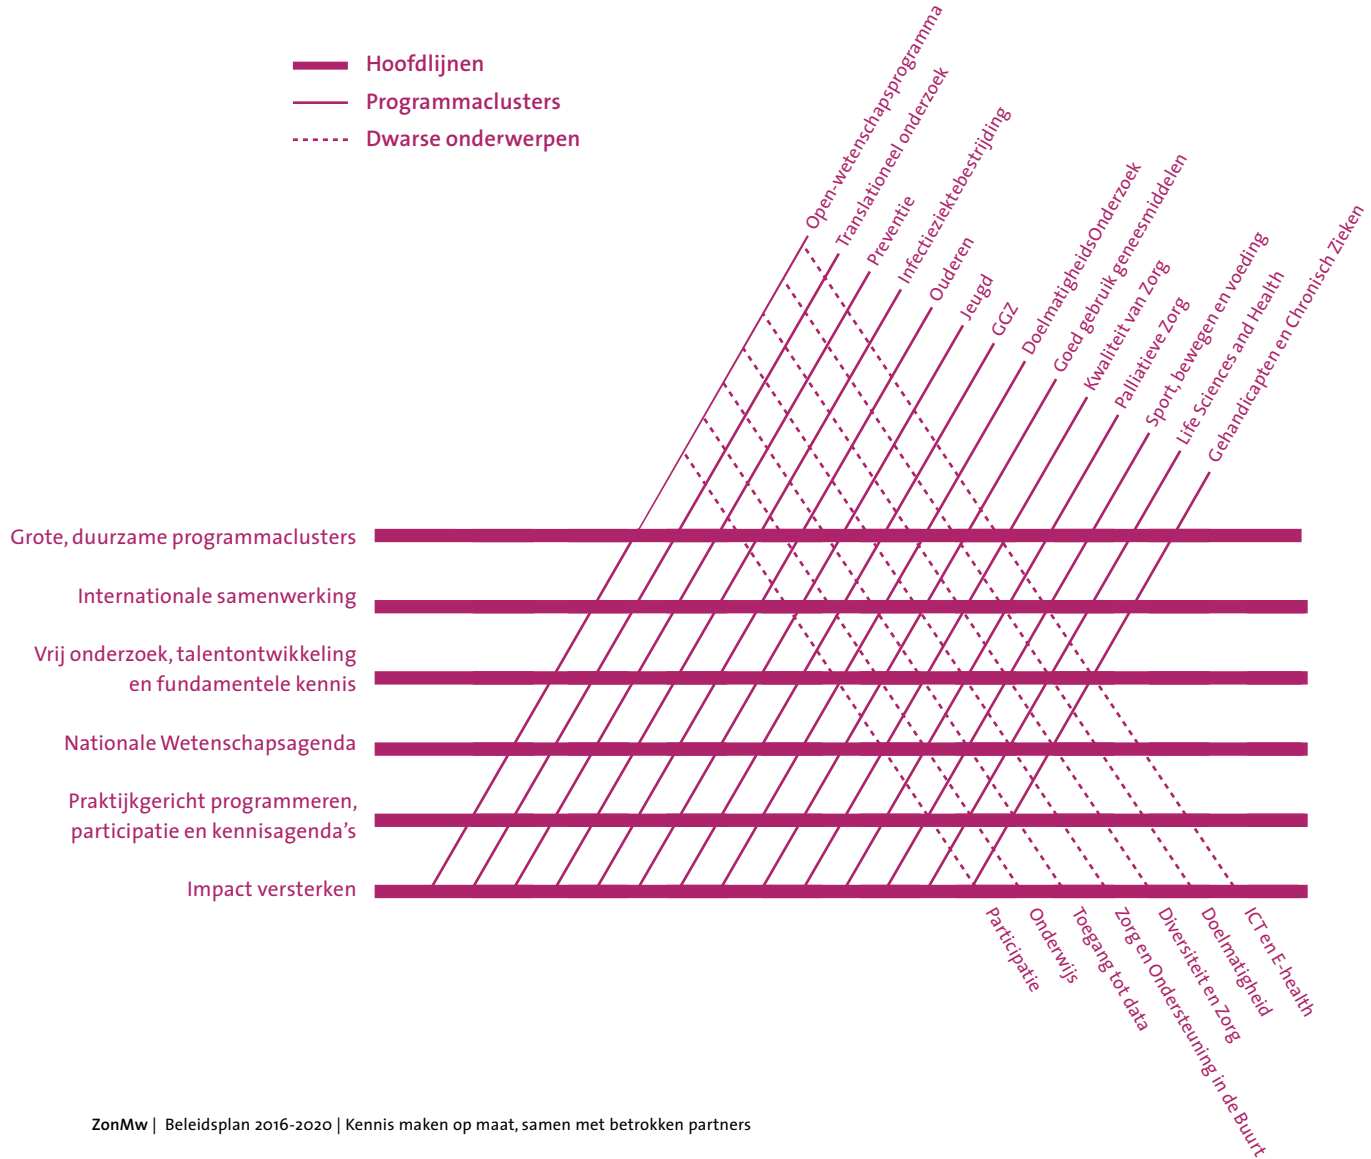 Hoofdlijnen
Programmaclusters
Dwarse onderwerpen
Open-wetenschapsprogramma
Translationeel onderzoek
Preventie
Infectieziektebestrijding
Ouderen
Jeugd
GGZ
DoelmatigheidsOnderzoek
Goed gebruik geneesmiddelen
Kwaliteit van Zorg
Palliatieve Zorg
Sport, bewegen en voeding
Life Sciences and Health
Gehandicapten en Chronisch Zieken
Grote, duurzame programmaclusters
Internationale samenwerking
Vrij onderzoek, talentontwikkeling
en fundamentele kennis
Nationale Wetenschapsagenda
Praktijkgericht programmeren,
participatie en kennisagenda’s
Impact versterken
Participatie
Onderwijs
Toegang tot data
Zorg en Ondersteuning in de Buurt
Diversiteit en Zorg
Doelmatigheid
ICT en E-health
ZonMw | Beleidsplan 2016-2020 | Kennis maken op maat, samen met betrokken partners